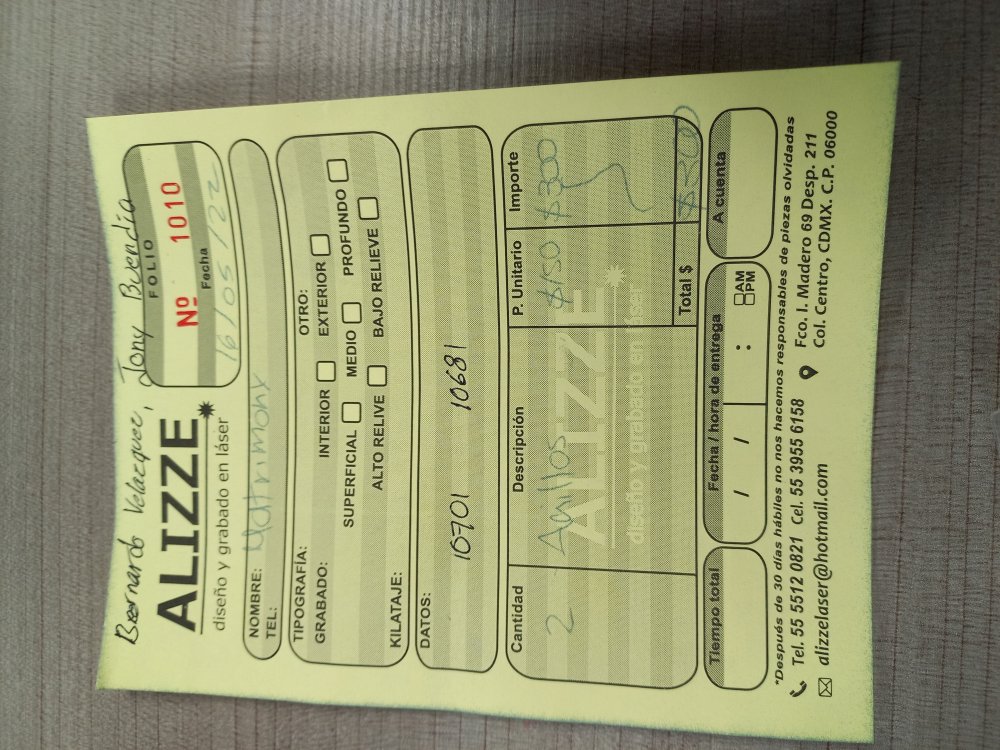 Bernardo Velazquez, Jony Buendia
ALIZZE
diseño y grabado en láser
FOLIO
Nº 1010
Fecha
16/05/22
NOMBRE: Matrimony
TEL:
TIPOGRAFÍA: OTRO:
GRABADO: INTERIOR EXTERIOR
SUPERFICIAL MEDIO PROFUNDO
ALTO RELIVE BAJO RELIEVE
KILATAJE:
DATOS:
10701 10681
Cantidad Descripción P. Unitario Importe
2 Anillos $150 $300
ALIZZE
diseño y grabado en láser
Total $ $300
Tiempo total Fecha / hora de entrega A cuenta
/ / : AM
PM
*Después de 30 días hábiles no nos hacemos responsables de piezas olvidadas
Tel. 55 5512 0821 Cel. 55 3955 6158 Fco. I. Madero 69 Desp. 211
alizzelaser@hotmail.com Col. Centro, CDMX. C.P. 06000